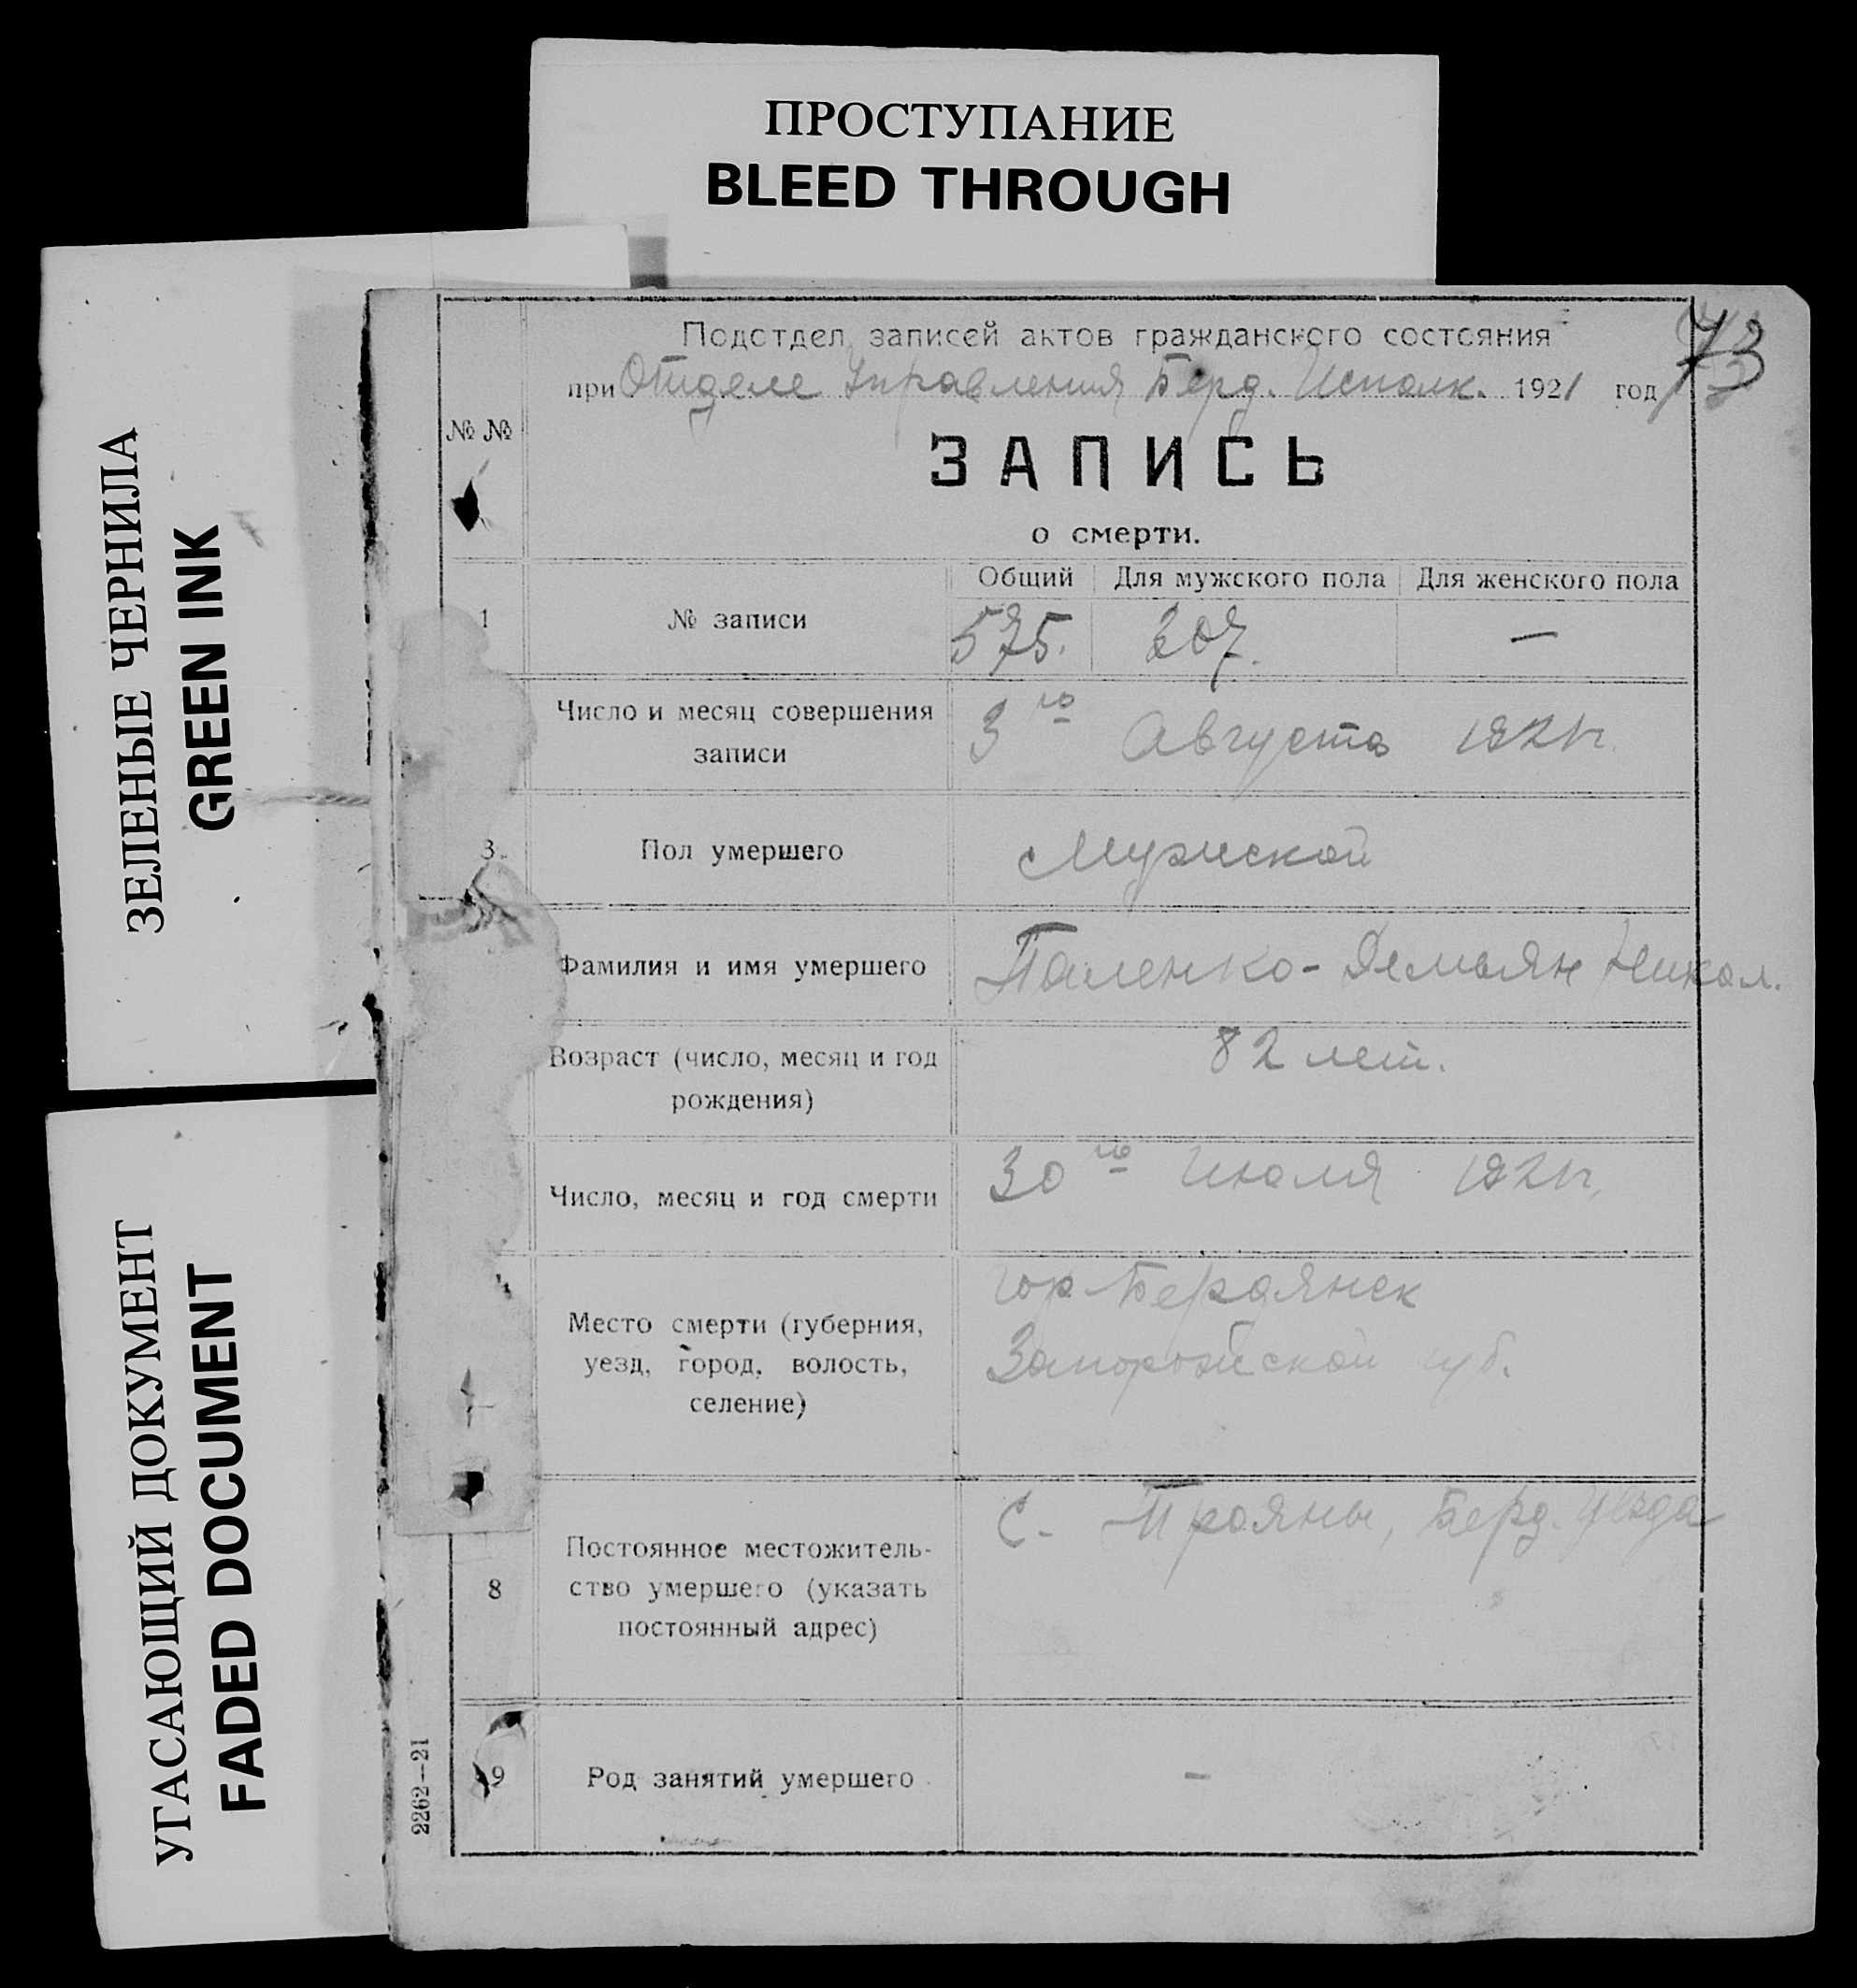 ПРОСТУПАНИЕ
BLEED THROUGH
ЗЕЛЕНЫЕ ЧЕРНИЛА
GREEN INK
УГАСАЮЩИЙ ДОКУМЕНТ
FADED DOCUMENT
73
Подотдел записей актов гражданского состояния
при Отделе Управления Берд. Исполк. 1921 год
№ №
ЗАПИСЬ
о смерти.
Общий Для мужского пола Для женского пола
1 № записи 575. 307. —
Число и месяц совершения
записи
3го Августа 1921 г.
3. Пол умершего Мужской
Фамилия и имя умершего Паленко - Демьян Никол.
Возраст (число, месяц и год
рождения)
82 лет.
Число, месяц и год смерти 30го Июля 1921 г.
Место смерти (губерния,
уезд, город, волость,
селение)
гор. Бердянск
Запорожской губ.
8 Постоянное местожитель-
ство умершего (указать
постоянный адрес)
С. Трояны, Берд. Уезда
9 Род занятий умершего —
2262—21